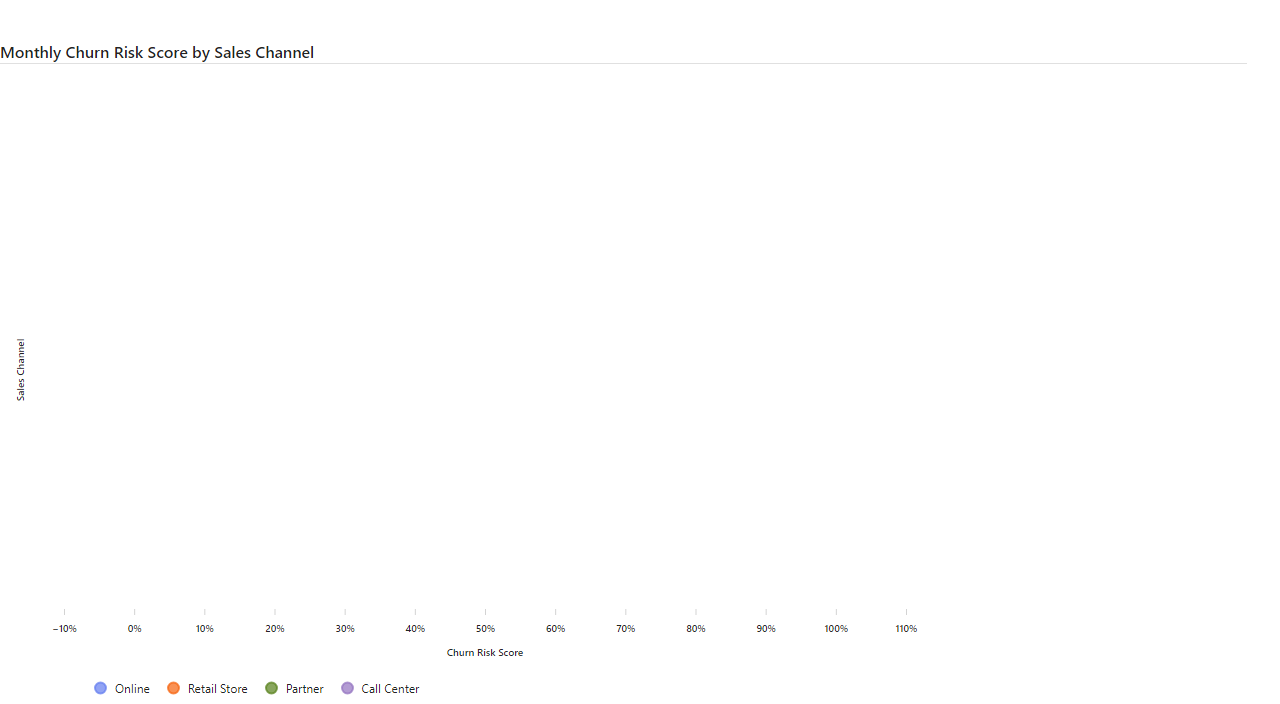 Monthly Churn Risk Score by Sales Channel
Sales Channel
−10% 0% 10% 20% 30% 40% 50% 60% 70% 80% 90% 100% 110%
Churn Risk Score
Online Retail Store Partner Call Center